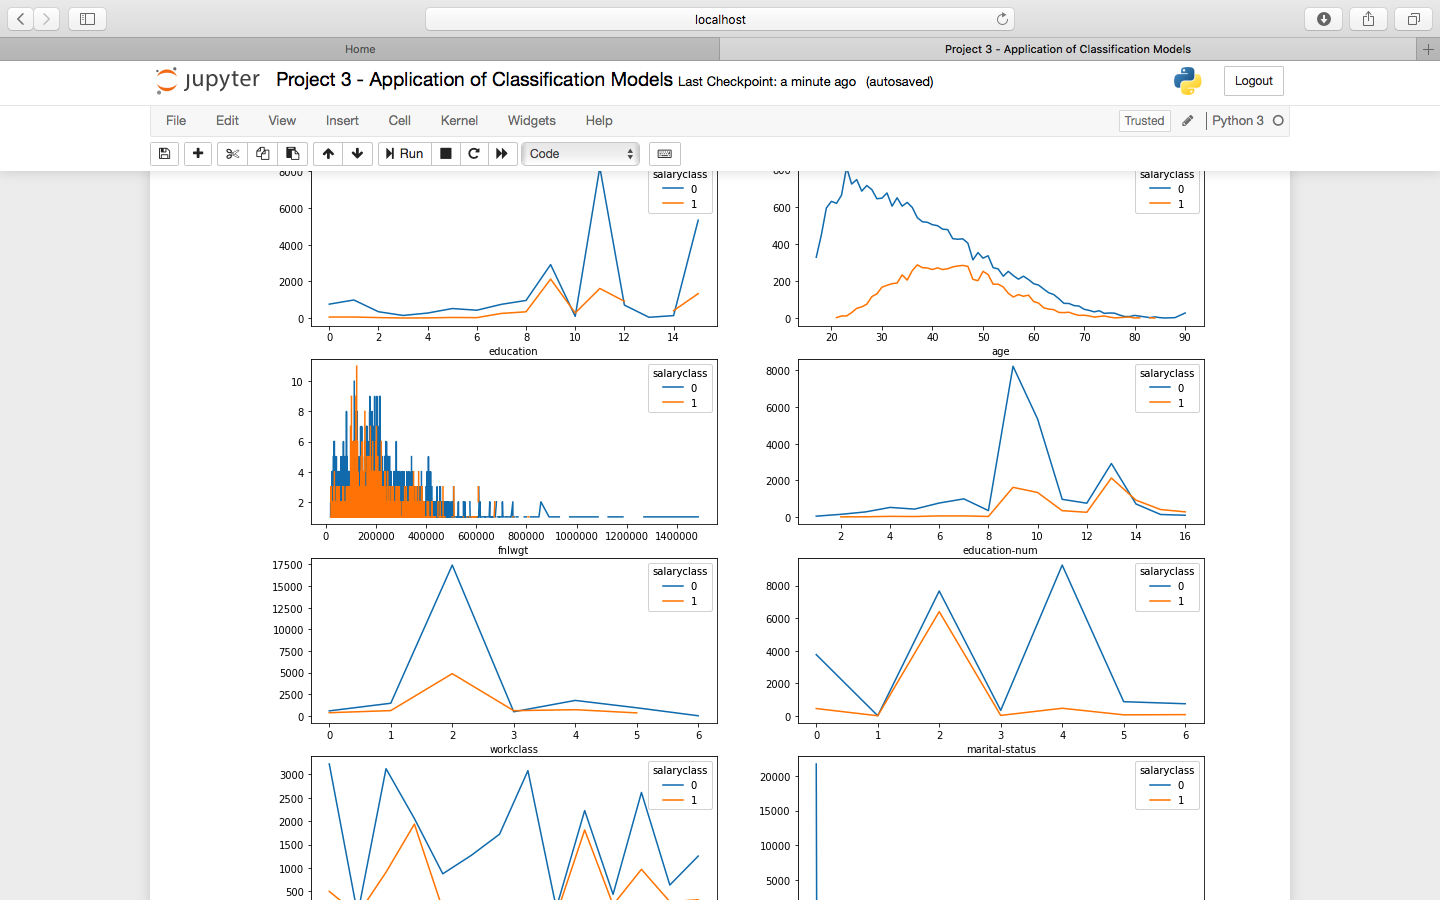 localhost
Home
Project 3 - Application of Classification Models
jupyter Project 3 - Application of Classification Models Last Checkpoint: a minute ago (autosaved)
Logout
File Edit View Insert Cell Kernel Widgets Help
Trusted
Python 3
Run
Code
8000
6000
4000
2000
0
0 2 4 6 8 10 12 14
education
salaryclass
0
1
800
600
400
200
0
20 30 40 50 60 70 80 90
age
salaryclass
0
1
10
8
6
4
2
0 200000 400000 600000 800000 1000000 1200000 1400000
fnlwgt
salaryclass
0
1
8000
6000
4000
2000
0
2 4 6 8 10 12 14 16
education-num
salaryclass
0
1
17500
15000
12500
10000
7500
5000
2500
0
0 1 2 3 4 5 6
workclass
salaryclass
0
1
8000
6000
4000
2000
0
0 1 2 3 4 5 6
marital-status
salaryclass
0
1
3000
2500
2000
1500
1000
500
salaryclass
0
1
20000
15000
10000
5000
salaryclass
0
1